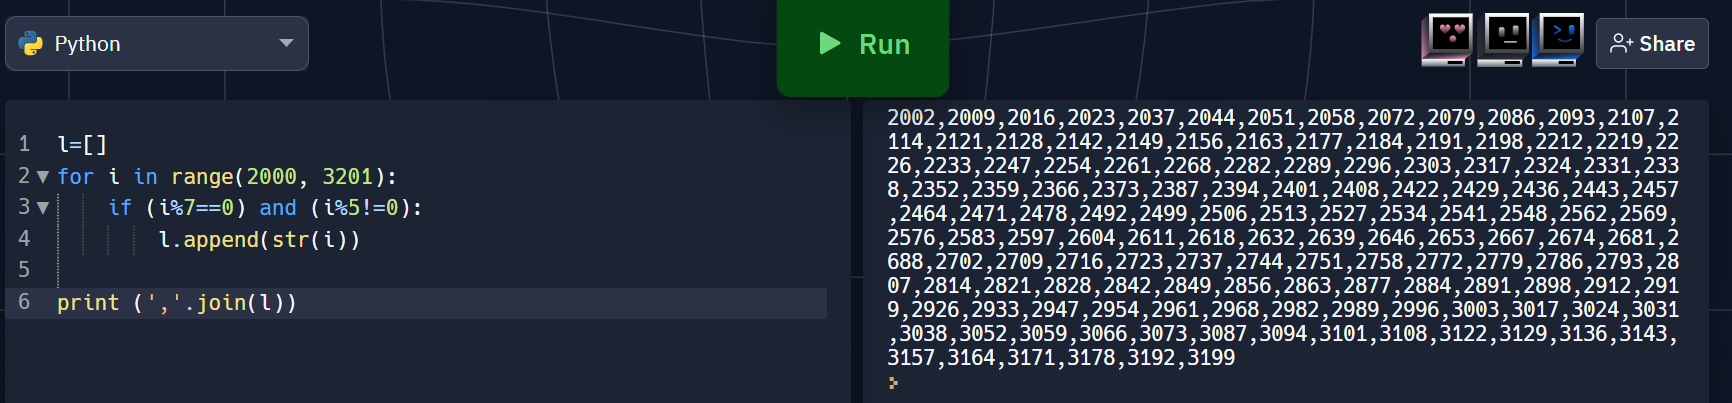 Python
Run
Share
1 l=[]
2 for i in range(2000, 3201):
3 if (i%7==0) and (i%5!=0):
4 l.append(str(i))
5
6 print (','.join(l))
2002,2009,2016,2023,2037,2044,2051,2058,2072,2079,2086,2093,2107,2
114,2121,2128,2142,2149,2156,2163,2177,2184,2191,2198,2212,2219,22
26,2233,2247,2254,2261,2268,2282,2289,2296,2303,2317,2324,2331,233
8,2352,2359,2366,2373,2387,2394,2401,2408,2422,2429,2436,2443,2457
,2464,2471,2478,2492,2499,2506,2513,2527,2534,2541,2548,2562,2569,
2576,2583,2597,2604,2611,2618,2632,2639,2646,2653,2667,2674,2681,2
688,2702,2709,2716,2723,2737,2744,2751,2758,2772,2779,2786,2793,28
07,2814,2821,2828,2842,2849,2856,2863,2877,2884,2891,2898,2912,291
9,2926,2933,2947,2954,2961,2968,2982,2989,2996,3003,3017,3024,3031
,3038,3052,3059,3066,3073,3087,3094,3101,3108,3122,3129,3136,3143,
3157,3164,3171,3178,3192,3199